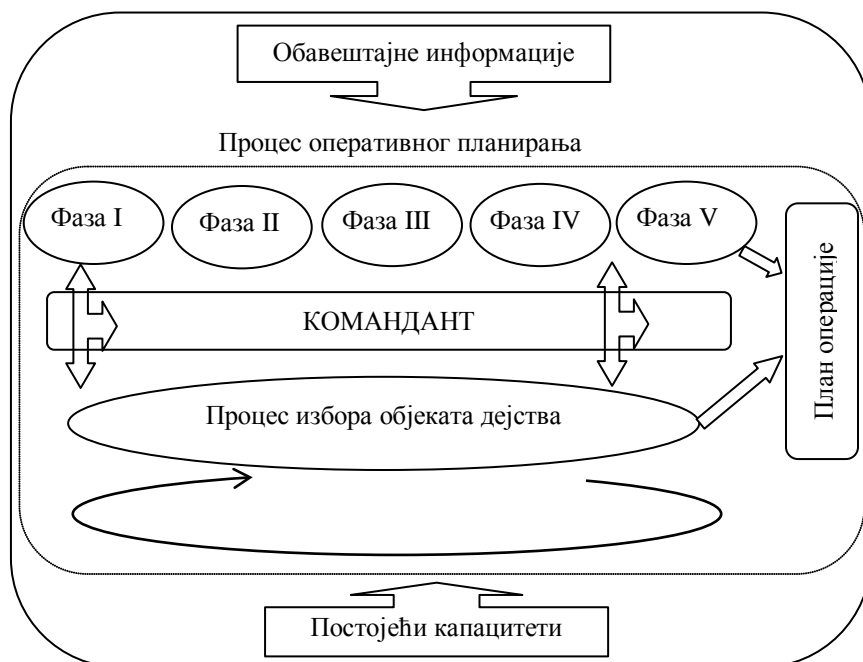 Обавештајне информације
Процес оперативног планирања
Фаза I
Фаза II
Фаза III
Фаза IV
Фаза V
КОМАНДАНТ
План операције
Процес избора објеката дејства
Постојећи капацитети